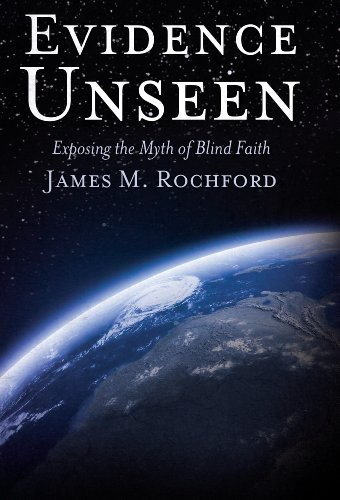 EVIDENCE
UNSEEN
Exposing the Myth of Blind Faith
JAMES M. ROCHFORD